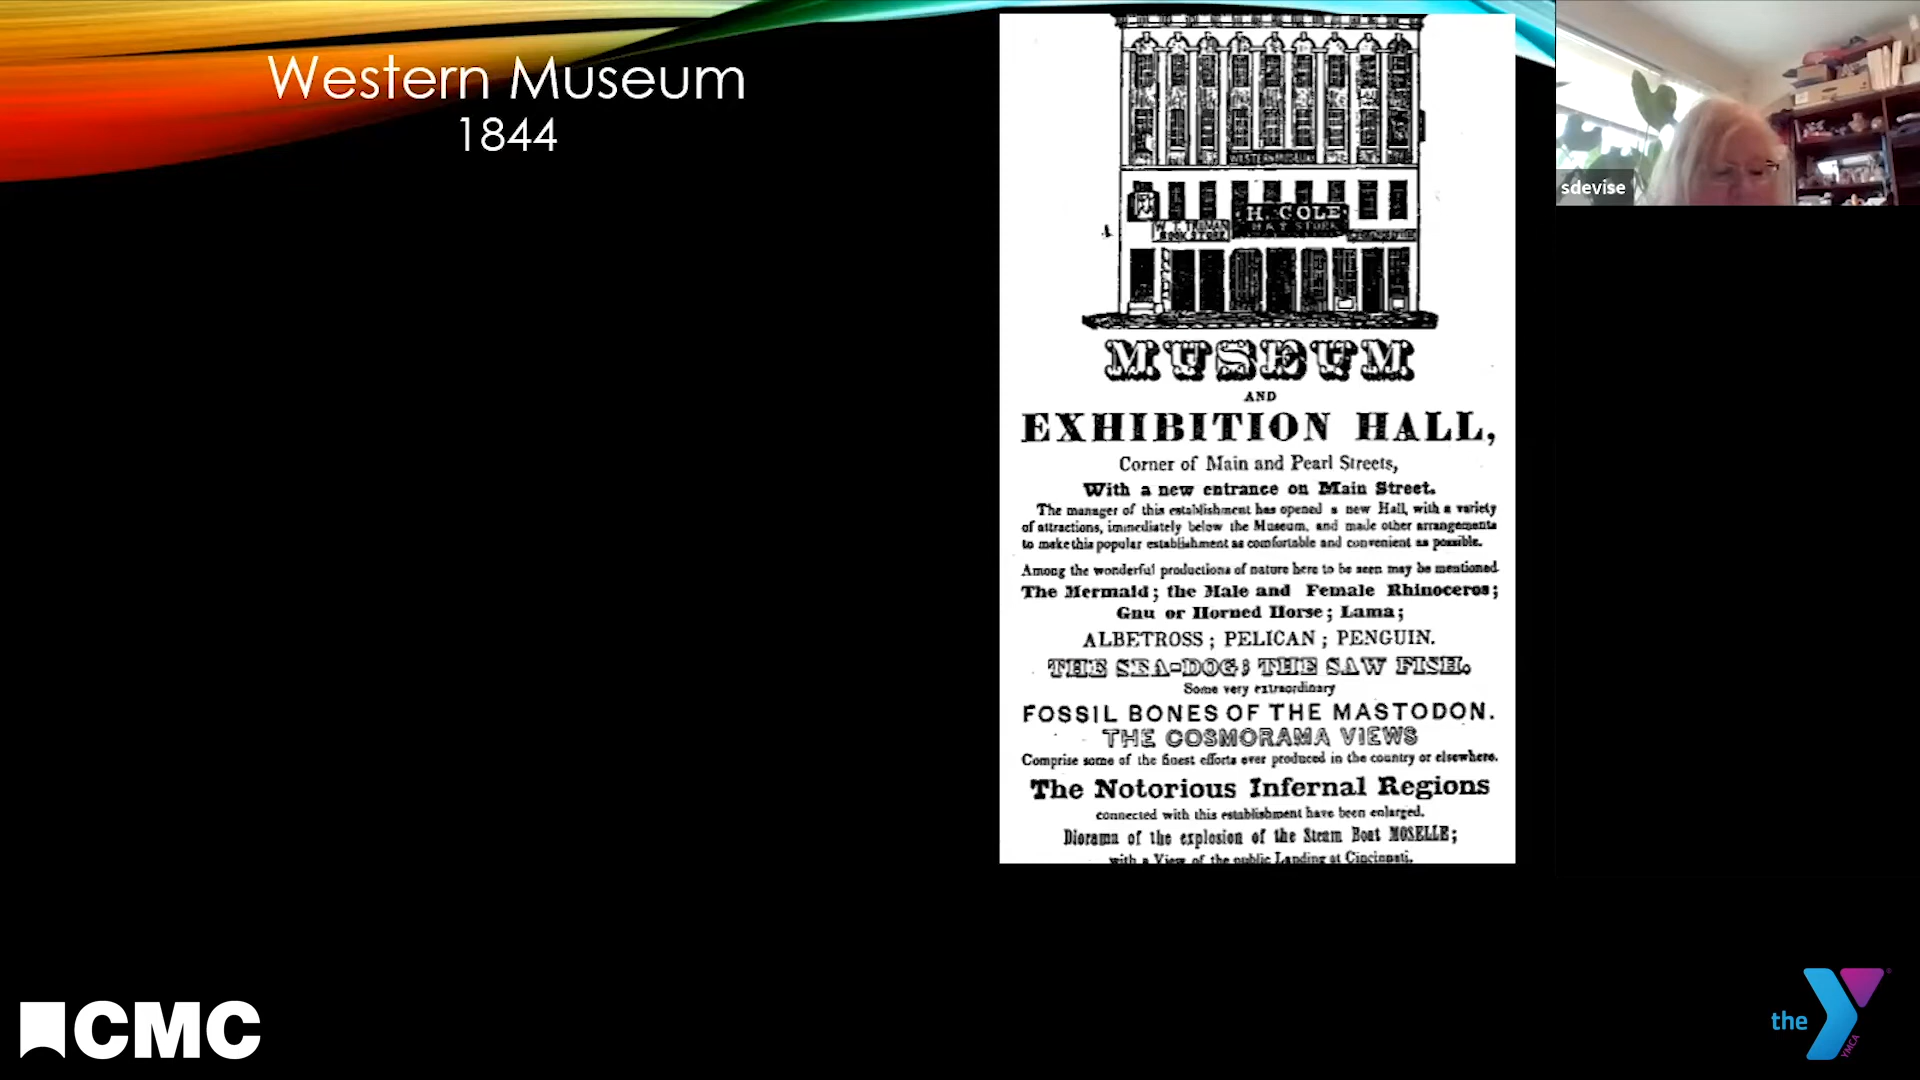 Western Museum
1844
WESTERN MUSEUM
H. COLE
HAT STORE
W. T. TRUMAN
BOOK STORE
MUSEUM
AND
EXHIBITION HALL,
Corner of Main and Pearl Streets,
With a new entrance on Main Street.
The manager of this establishment has opened a new Hall, with a variety
of attractions, immediately below the Museum, and made other arrangements
to make this popular establishment as comfortable and convenient as possible.
Among the wonderful productions of nature here to be seen may be mentioned
The Mermaid; the Male and Female Rhinoceros;
Gnu or Horned Horse; Lama;
ALBETROSS; PELICAN; PENGUIN.
THE SEA-DOG; THE SAW FISH.
Some very extraordinary
FOSSIL BONES OF THE MASTODON.
THE COSMORAMA VIEWS
Comprise some of the finest efforts ever produced in the country or elsewhere.
The Notorious Infernal Regions
connected with this establishment have been enlarged.
Diorama of the explosion of the Steam Boat MOSELLE;
with a View of the public Landing at Cincinnati.
sdevise
CMC
the Y
YMCA